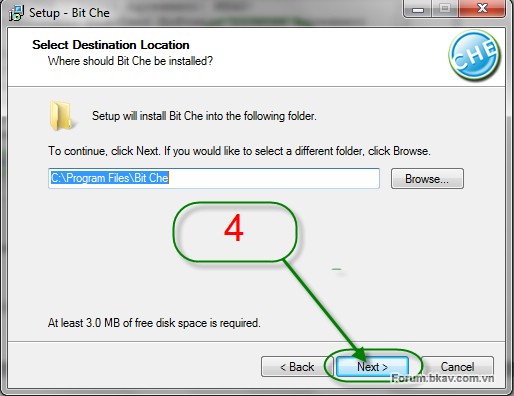 Setup - Bit Che
Select Destination Location
Where should Bit Che be installed?
CHE
Setup will install Bit Che into the following folder.
To continue, click Next. If you would like to select a different folder, click Browse.
C:\Program Files\Bit Che
Browse...
4
At least 3.0 MB of free disk space is required.
< Back
Next >
Cancel
Forum.bkav.com.vn